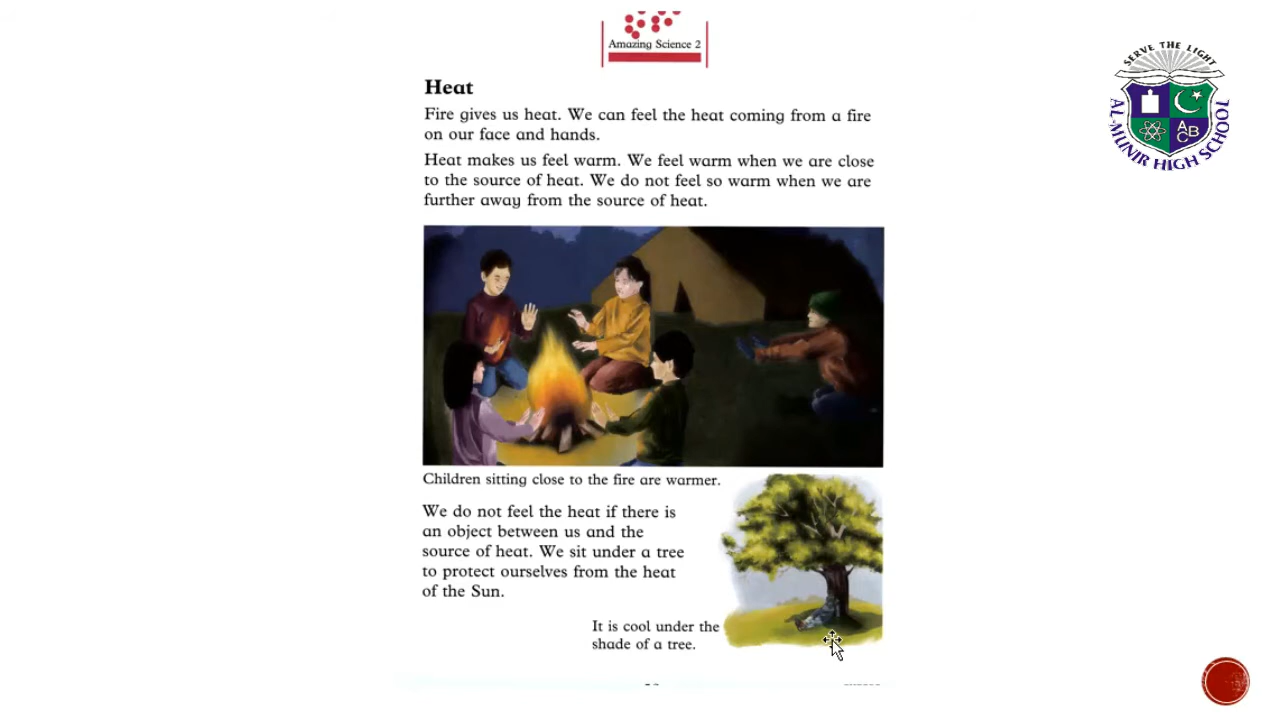 Amazing Science 2
SERVE THE LIGHT
AL-MUNIR HIGH SCHOOL
A
B
C
Heat
Fire gives us heat. We can feel the heat coming from a fire
on our face and hands.
Heat makes us feel warm. We feel warm when we are close
to the source of heat. We do not feel so warm when we are
further away from the source of heat.
Children sitting close to the fire are warmer.
We do not feel the heat if there is
an object between us and the
source of heat. We sit under a tree
to protect ourselves from the heat
of the Sun.
It is cool under the
shade of a tree.